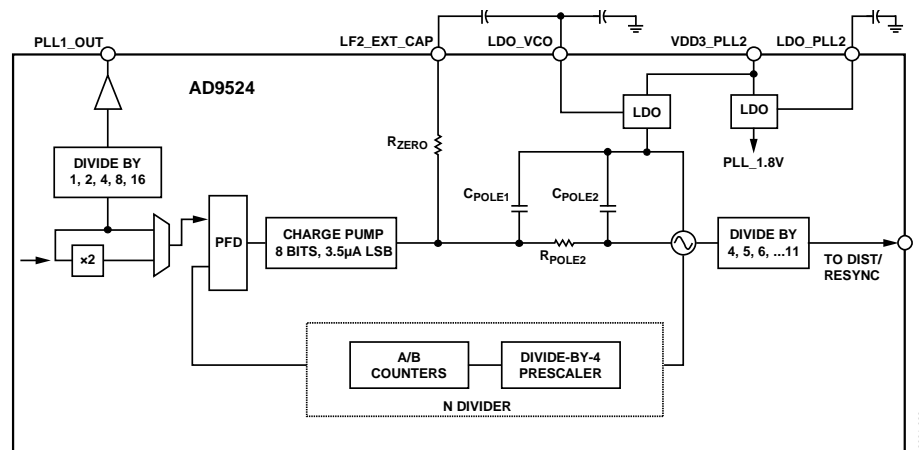 PLL1_OUT
LF2_EXT_CAP
LDO_VCO
VDD3_PLL2
LDO_PLL2
AD9524
LDO
LDO
RZERO
PLL_1.8V
DIVIDE BY
1, 2, 4, 8, 16
CPOLE1
CPOLE2
×2
PFD
CHARGE PUMP
8 BITS, 3.5µA LSB
RPOLE2
DIVIDE BY
4, 5, 6, ...11
TO DIST/
RESYNC
A/B
COUNTERS
DIVIDE-BY-4
PRESCALER
N DIVIDER